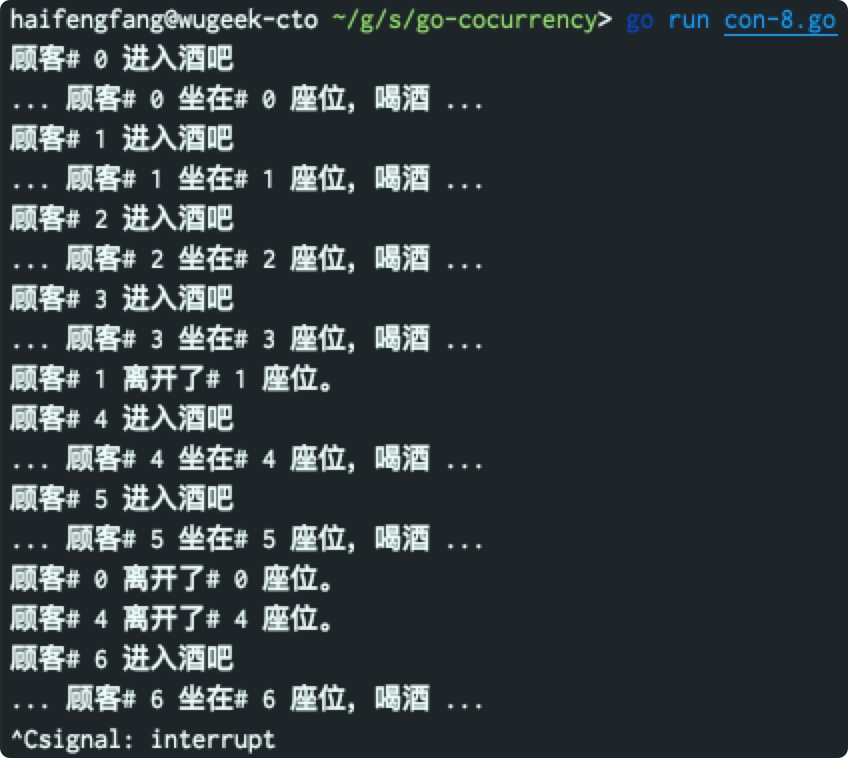 haifengfang@wugeek-cto ~/g/s/go-cocurrency> go run con-8.go
顾客# 0 进入酒吧
... 顾客# 0 坐在# 0 座位，喝酒 ...
顾客# 1 进入酒吧
... 顾客# 1 坐在# 1 座位，喝酒 ...
顾客# 2 进入酒吧
... 顾客# 2 坐在# 2 座位，喝酒 ...
顾客# 3 进入酒吧
... 顾客# 3 坐在# 3 座位，喝酒 ...
顾客# 1 离开了# 1 座位。
顾客# 4 进入酒吧
... 顾客# 4 坐在# 4 座位，喝酒 ...
顾客# 5 进入酒吧
... 顾客# 5 坐在# 5 座位，喝酒 ...
顾客# 0 离开了# 0 座位。
顾客# 4 离开了# 4 座位。
顾客# 6 进入酒吧
... 顾客# 6 坐在# 6 座位，喝酒 ...
^Csignal: interrupt